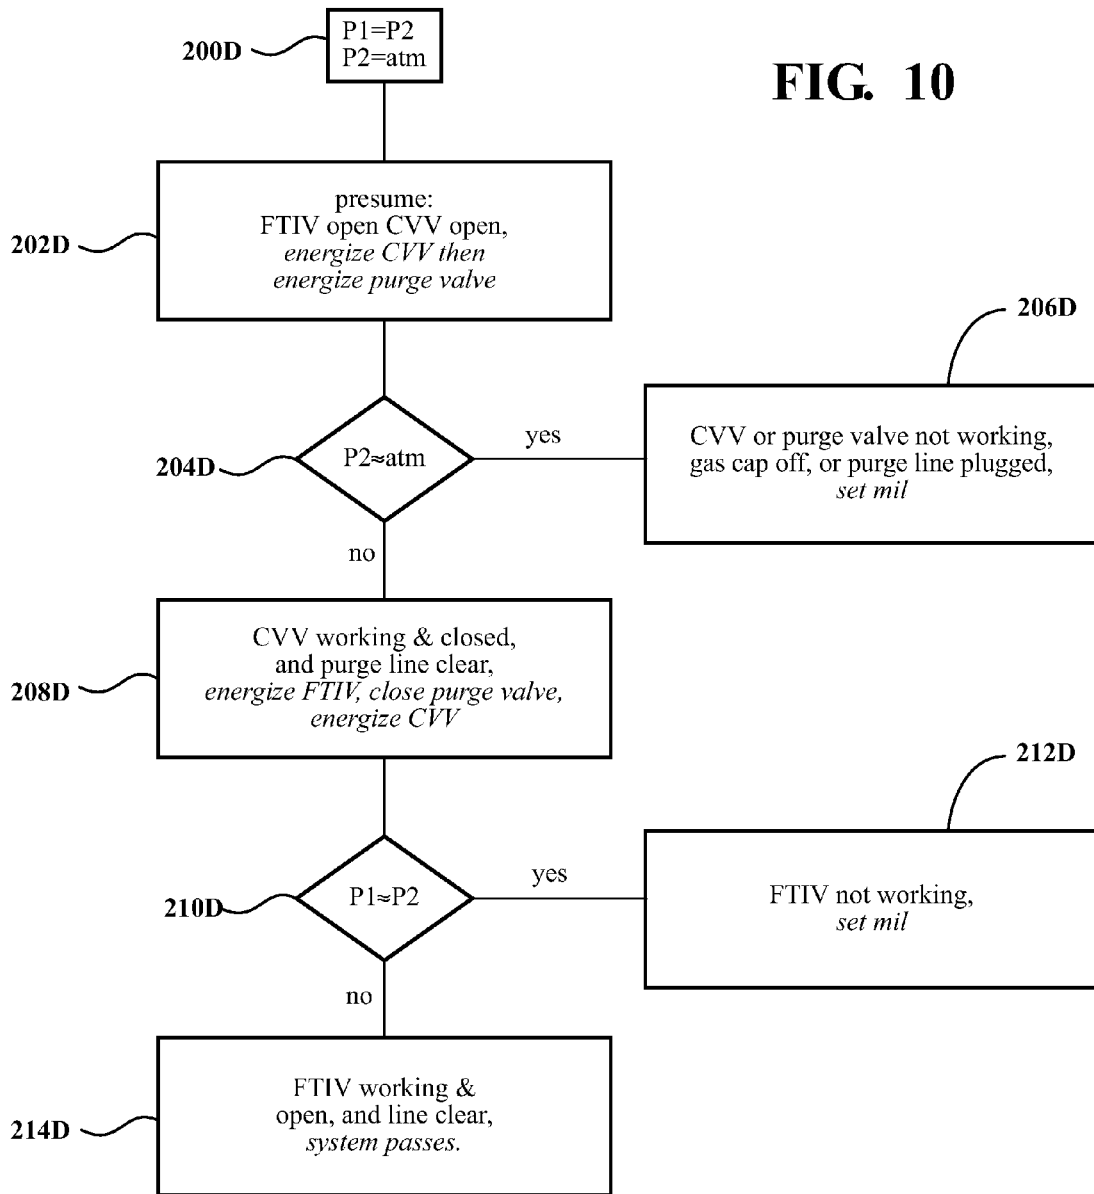 P1=P2
P2=atm
200D
FIG. 10
presume:
FTIV open CVV open,
energize CVV then
energize purge valve
202D
206D
P2≈atm
yes
204D
CVV or purge valve not working,
gas cap off, or purge line plugged,
set mil
no
CVV working & closed,
and purge line clear,
energize FTIV, close purge valve,
energize CVV
208D
212D
P1≈P2
yes
210D
FTIV not working,
set mil
no
FTIV working &
open, and line clear,
system passes.
214D